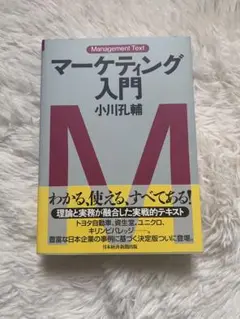 Management Text
マーケティング
入門
小川孔輔
M
わかる、使える、すべてある!
理論と実務が融合した実戦的テキスト
トヨタ自動車、資生堂、ユニクロ、
キリンビバレッジ――。
豊富な日本企業の事例に基づく決定版ついに登場。
日本経済新聞出版社